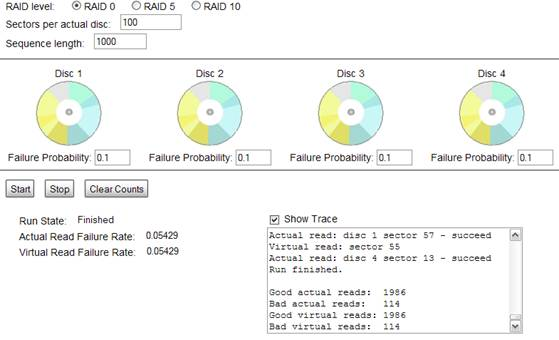 RAID level: RAID 0 RAID 5 RAID 10
Sectors per actual disc: 100
Sequence length: 1000
Disc 1 Disc 2 Disc 3 Disc 4
Failure Probability: 0.1 Failure Probability: 0.1 Failure Probability: 0.1 Failure Probability: 0.1
Start Stop Clear Counts
Run State: Finished
Actual Read Failure Rate: 0.05429
Virtual Read Failure Rate: 0.05429
Show Trace
Actual read: disc 1 sector 57 - succeed
Virtual read: sector 55
Actual read: disc 4 sector 13 - succeed
Run finished.
Good actual reads: 1986
Bad actual reads: 114
Good virtual reads: 1986
Bad virtual reads: 114